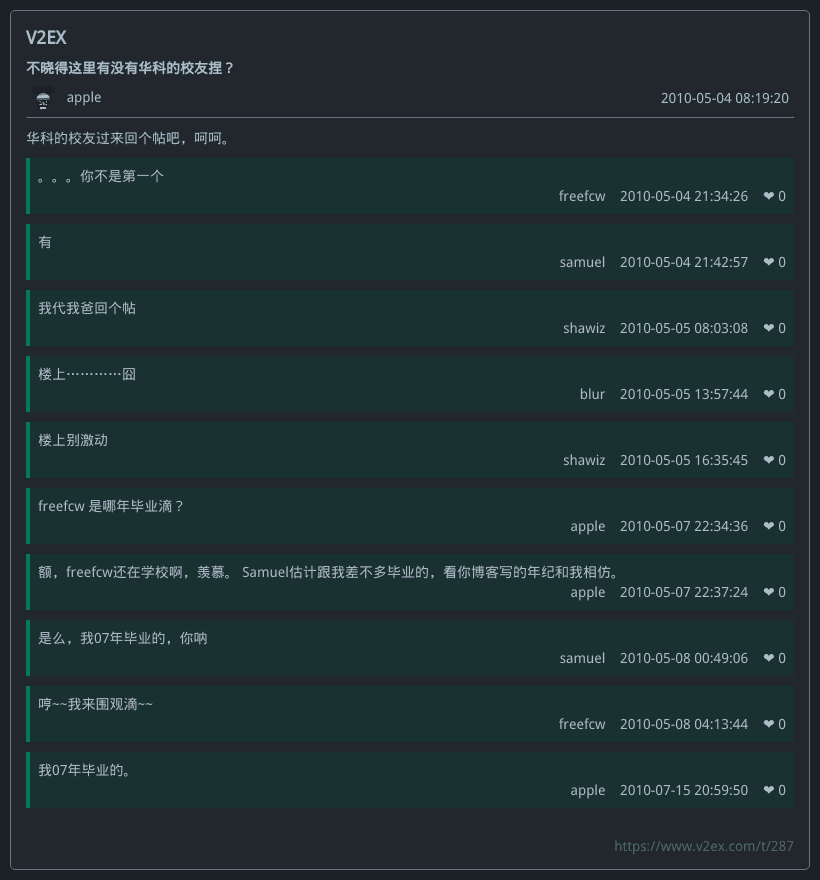 V2EX
不晓得这里有没有华科的校友捏？
apple 2010-05-04 08:19:20
华科的校友过来回个帖吧，呵呵。
。。。你不是第一个
freefcw 2010-05-04 21:34:26 ❤ 0
有
samuel 2010-05-04 21:42:57 ❤ 0
我代我爸回个帖
shawiz 2010-05-05 08:03:08 ❤ 0
楼上…………囧
blur 2010-05-05 13:57:44 ❤ 0
楼上别激动
shawiz 2010-05-05 16:35:45 ❤ 0
freefcw 是哪年毕业滴？
apple 2010-05-07 22:34:36 ❤ 0
额，freefcw还在学校啊，羡慕。 Samuel估计跟我差不多毕业的，看你博客写的年纪和我相仿。
apple 2010-05-07 22:37:24 ❤ 0
是么，我07年毕业的，你呐
samuel 2010-05-08 00:49:06 ❤ 0
哼~~我来围观滴~~
freefcw 2010-05-08 04:13:44 ❤ 0
我07年毕业的。
apple 2010-07-15 20:59:50 ❤ 0
https://www.v2ex.com/t/287